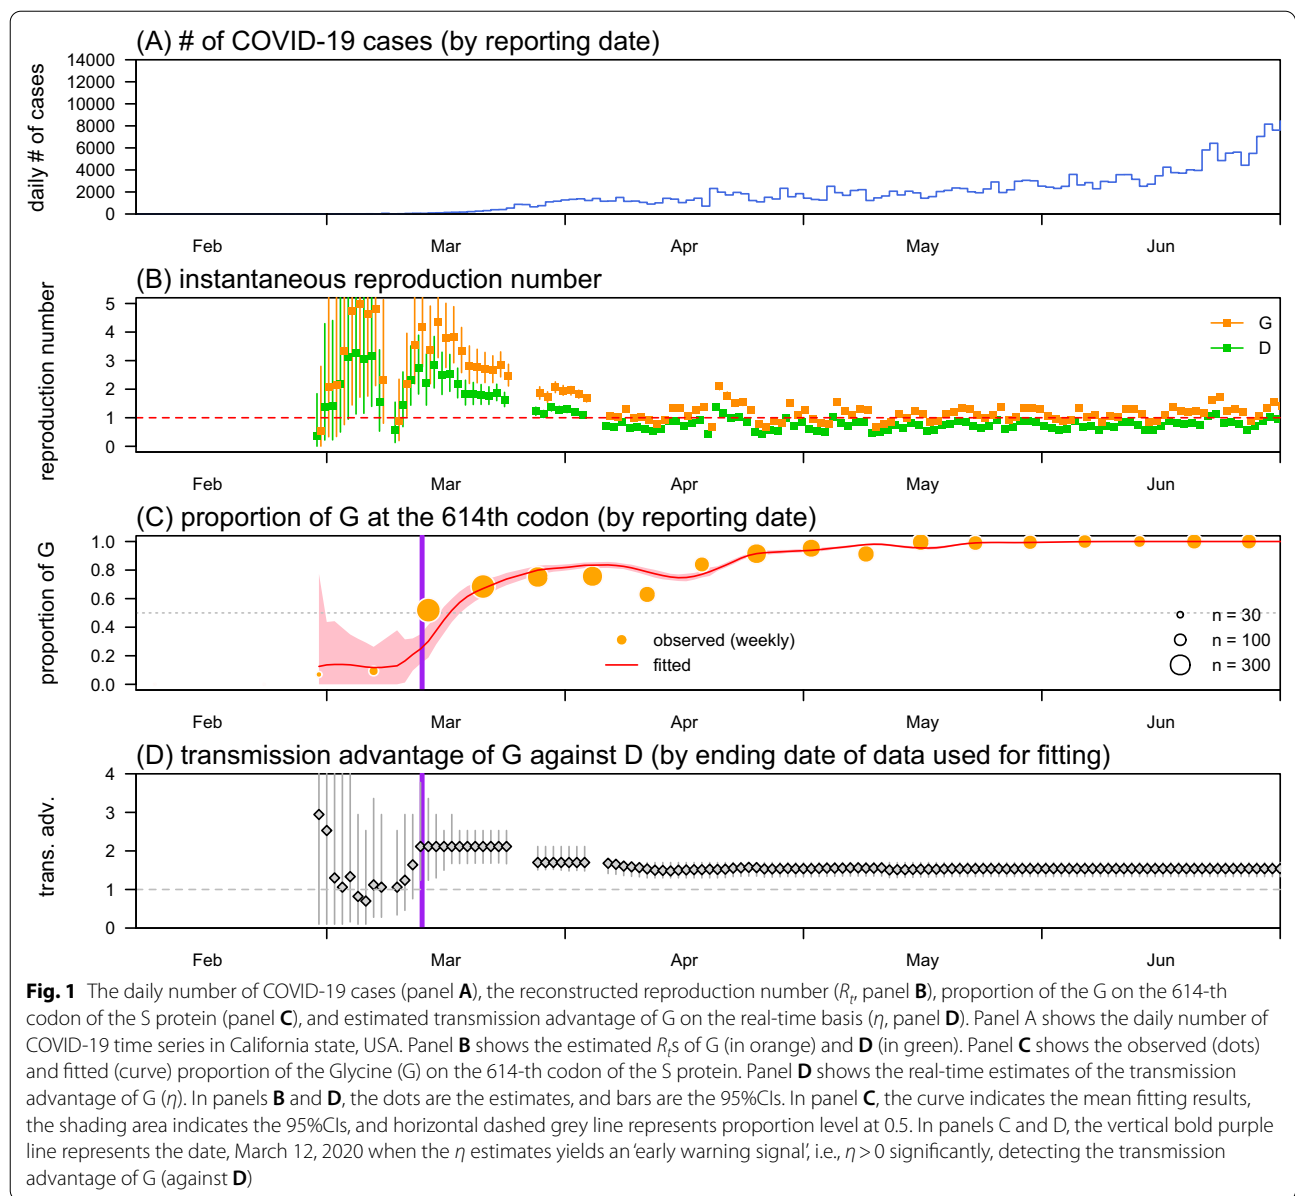 (A) # of COVID-19 cases (by reporting date)
daily # of cases
14000
12000
10000
8000
6000
4000
2000
0
Feb Mar Apr May Jun
(B) instantaneous reproduction number
reproduction number
5
4
3
2
1
0
G
D
Feb Mar Apr May Jun
(C) proportion of G at the 614th codon (by reporting date)
proportion of G
1.0
0.8
0.6
0.4
0.2
0.0
observed (weekly)
fitted
n = 30
n = 100
n = 300
Feb Mar Apr May Jun
(D) transmission advantage of G against D (by ending date of data used for fitting)
trans. adv.
4
3
2
1
0
Feb Mar Apr May Jun
Fig. 1 The daily number of COVID-19 cases (panel A), the reconstructed reproduction number (Rt, panel B), proportion of the G on the 614-th
codon of the S protein (panel C), and estimated transmission advantage of G on the real-time basis (η, panel D). Panel A shows the daily number of
COVID-19 time series in California state, USA. Panel B shows the estimated Rts of G (in orange) and D (in green). Panel C shows the observed (dots)
and fitted (curve) proportion of the Glycine (G) on the 614-th codon of the S protein. Panel D shows the real-time estimates of the transmission
advantage of G (η). In panels B and D, the dots are the estimates, and bars are the 95%CIs. In panel C, the curve indicates the mean fitting results,
the shading area indicates the 95%CIs, and horizontal dashed grey line represents proportion level at 0.5. In panels C and D, the vertical bold purple
line represents the date, March 12, 2020 when the η estimates yields an 'early warning signal', i.e., η > 0 significantly, detecting the transmission
advantage of G (against D)